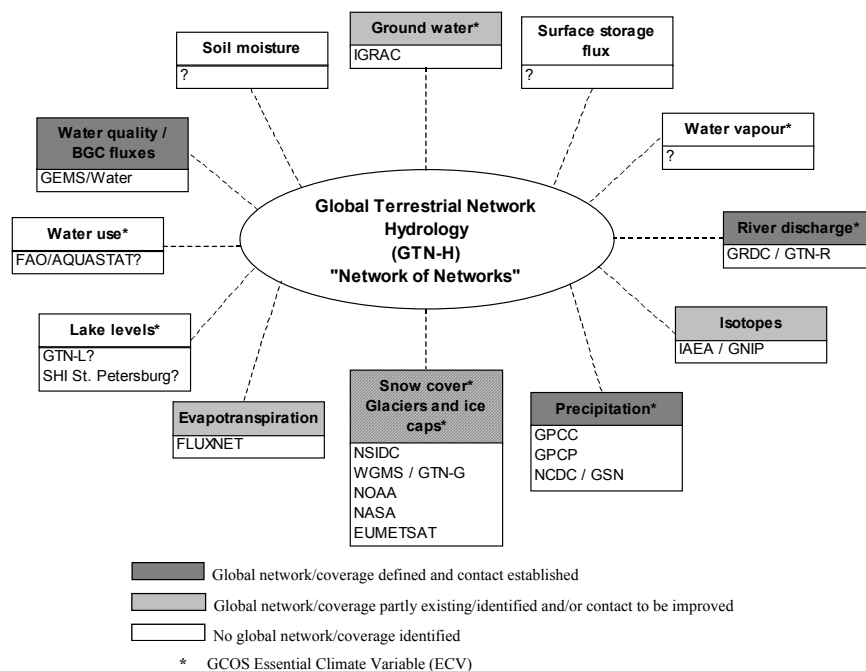 Ground water*
IGRAC
Soil moisture
?
Surface storage
flux
?
Water quality /
BGC fluxes
GEMS/Water
Water vapour*
?
Global Terrestrial Network
Hydrology
(GTN-H)
"Network of Networks"
Water use*
FAO/AQUASTAT?
River discharge*
GRDC / GTN-R
Lake levels*
GTN-L?
SHI St. Petersburg?
Isotopes
IAEA / GNIP
Evapotranspiration
FLUXNET
Snow cover*
Glaciers and ice
caps*
NSIDC
WGMS / GTN-G
NOAA
NASA
EUMETSAT
Precipitation*
GPCC
GPCP
NCDC / GSN
Global network/coverage defined and contact established
Global network/coverage partly existing/identified and/or contact to be improved
No global network/coverage identified
* GCOS Essential Climate Variable (ECV)